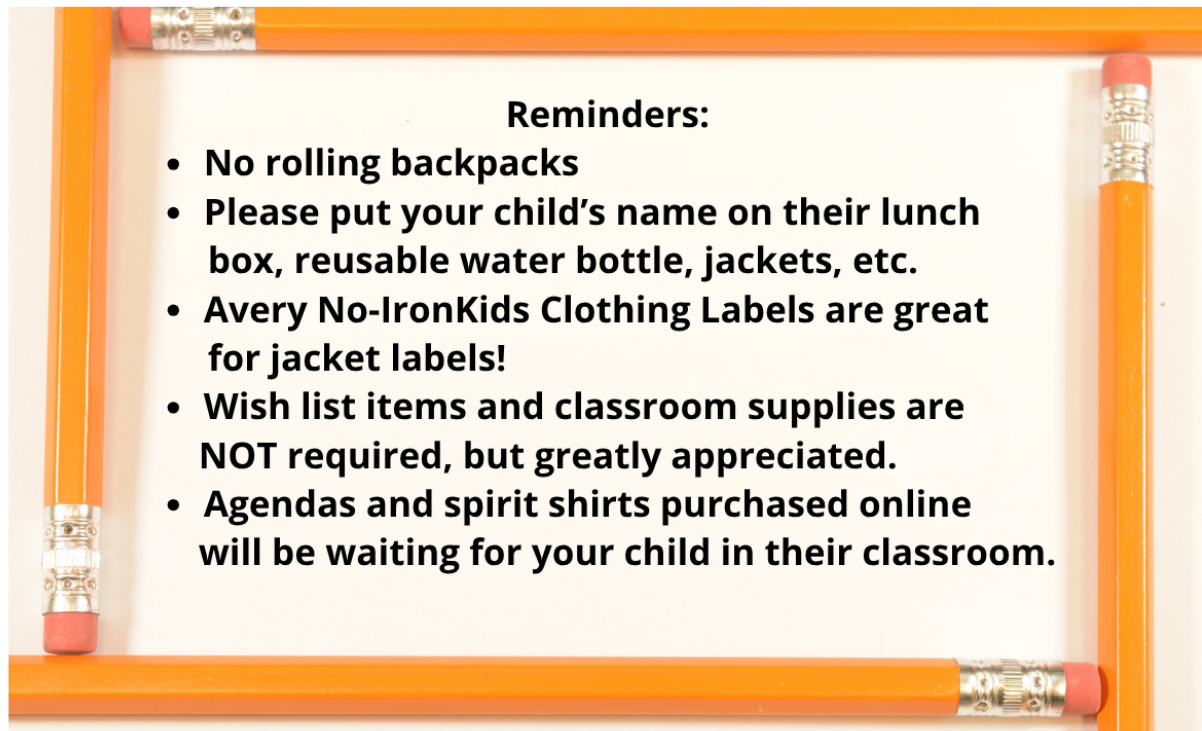 Reminders:
• No rolling backpacks
• Please put your child’s name on their lunch
box, reusable water bottle, jackets, etc.
• Avery No-IronKids Clothing Labels are great
for jacket labels!
• Wish list items and classroom supplies are
NOT required, but greatly appreciated.
• Agendas and spirit shirts purchased online
will be waiting for your child in their classroom.